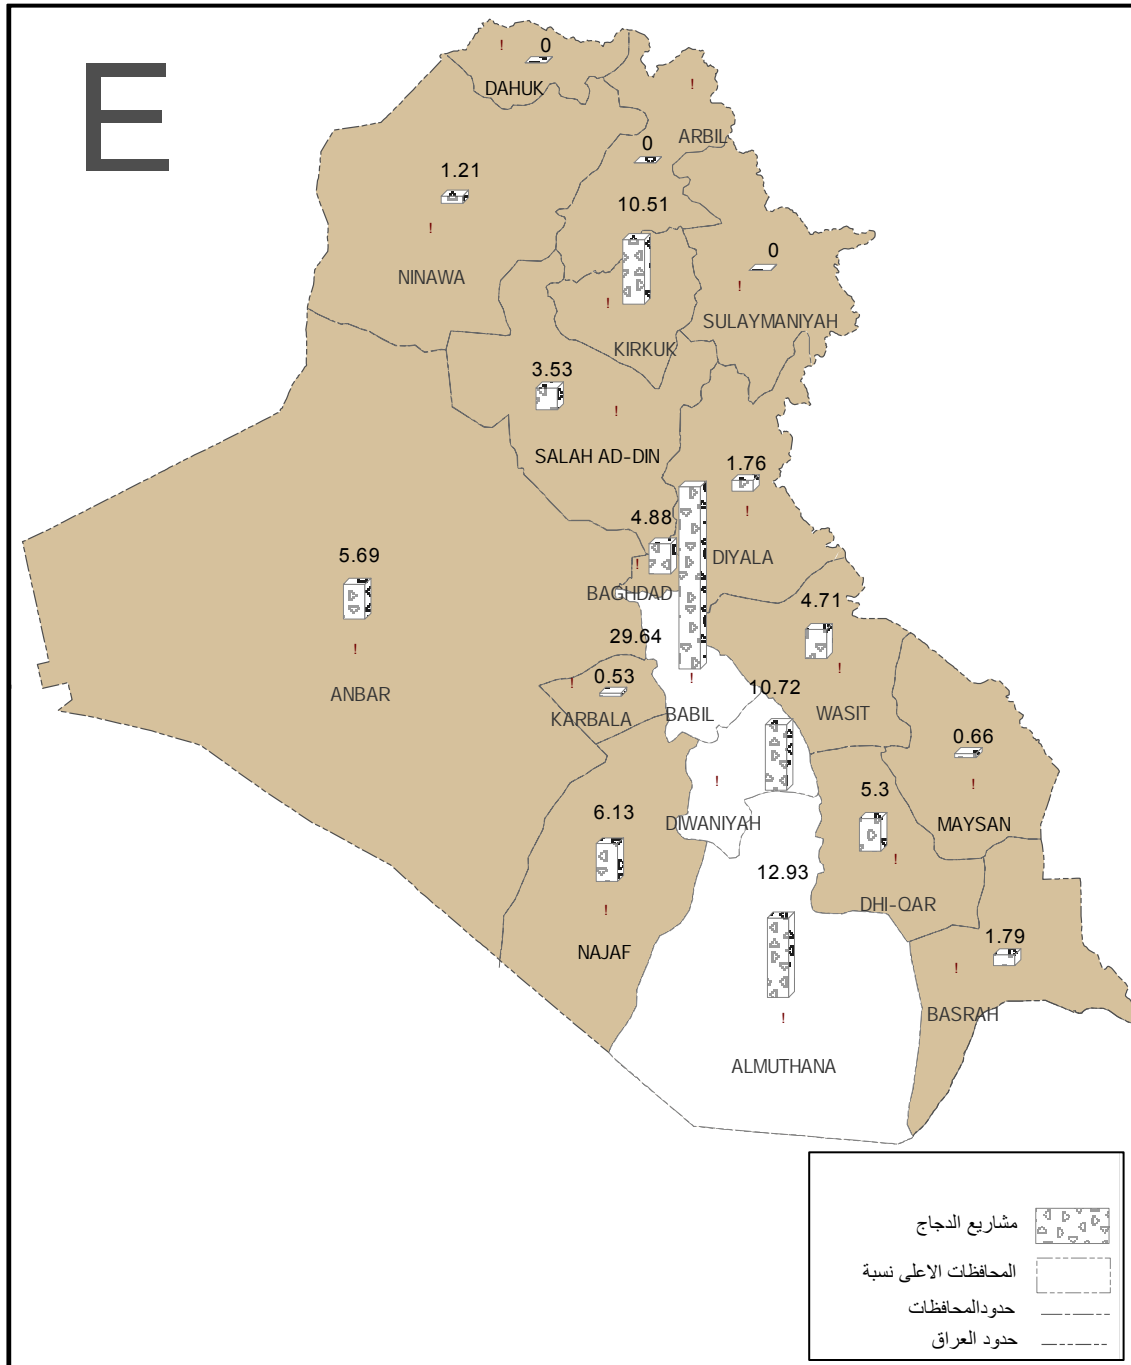 E
0
DAHUK
ARBIL
0
1.21
10.51
NINAWA
0
SULAYMANIYAH
KIRKUK
3.53
SALAH AD-DIN
1.76
4.88
DIYALA
5.69
BAGHDAD
4.71
29.64
ANBAR
0.53
10.72
KARBALA
BABIL
WASIT
0.66
6.13
5.3
DIWANIYAH
MAYSAN
12.93
DHI-QAR
NAJAF
1.79
BASRAH
ALMUTHANA
مشاريع الدجاج
المحافظات الاعلى نسبة
حدودالمحافظات
حدود العراق